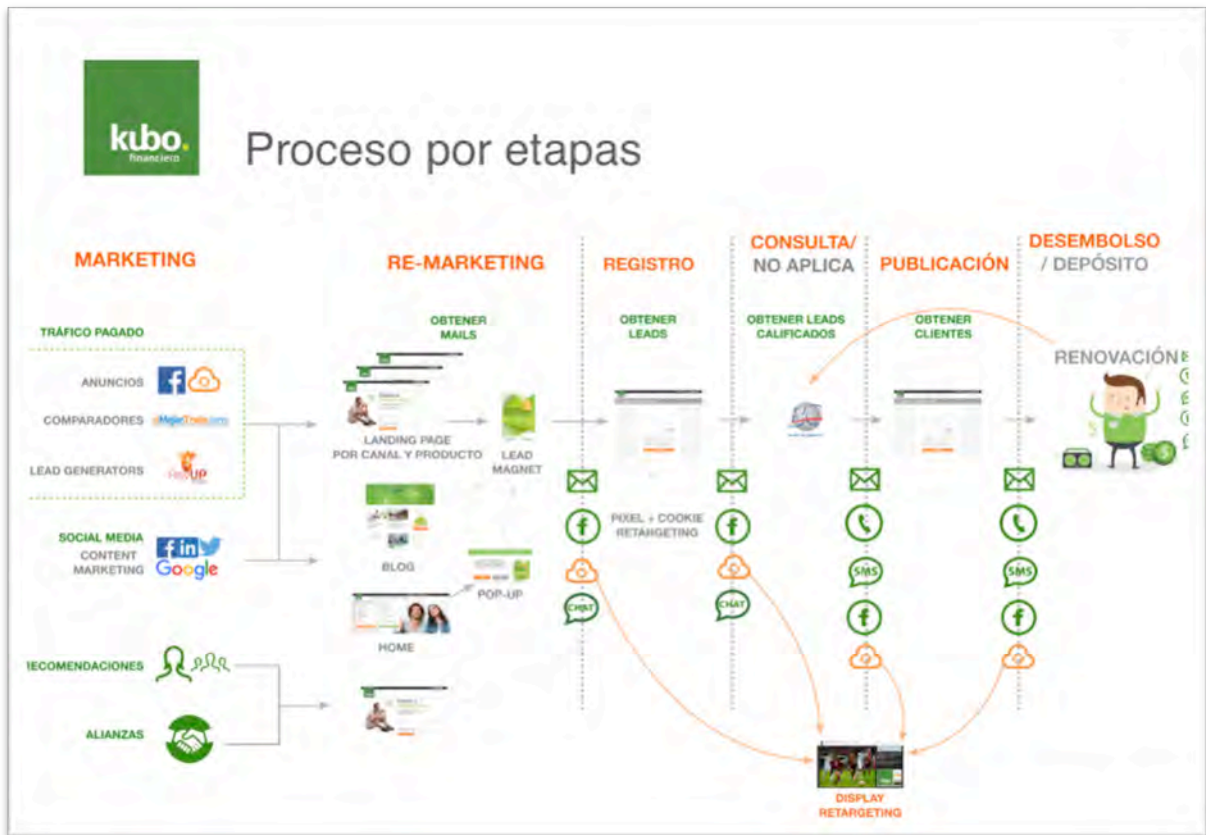 kubo.
financiero
Proceso por etapas
MARKETING
RE-MARKETING
REGISTRO
CONSULTA/
NO APLICA
PUBLICACIÓN
DESEMBOLSO
/ DEPÓSITO
TRÁFICO PAGADO
ANUNCIOS
COMPARADORES
LEAD GENERATORS
UP
SOCIAL MEDIA
CONTENT
MARKETING
f in
Google
RECOMENDACIONES
ALIANZAS
OBTENER
MAILS
LANDING PAGE
POR CANAL Y PRODUCTO
LEAD
MAGNET
BLOG
POP-UP
HOME
OBTENER
LEADS
PIXEL + COOKIE
RETARGETING
OBTENER LEADS
CALIFICADOS
OBTENER
CLIENTES
RENOVACIÓN
f
CHAT
f
CHAT
SMS
f
SMS
f
DISPLAY
RETARGETING